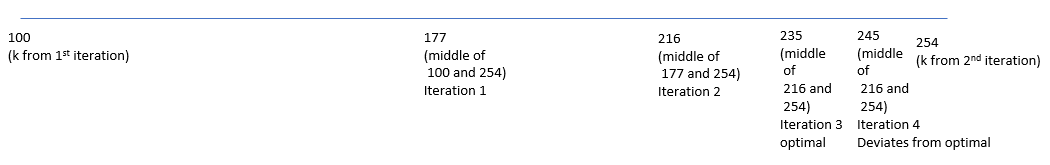 100
(k from 1st iteration)
177
(middle of
100 and 254)
Iteration 1
216
(middle of
177 and 254)
Iteration 2
235
(middle
of
216 and
254)
Iteration 3
optimal
245
(middle
of
216 and
254)
Iteration 4
Deviates from optimal
254
(k from 2nd iteration)